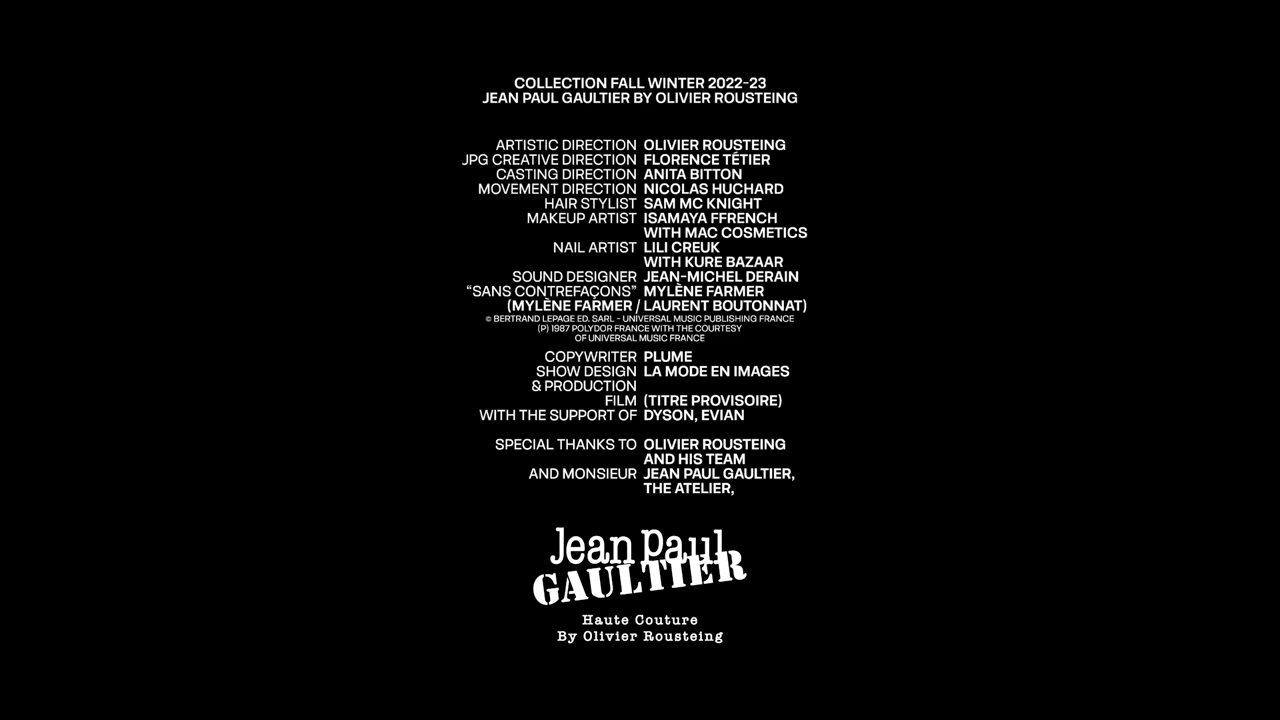 COLLECTION FALL WINTER 2022-23
JEAN PAUL GAULTIER BY OLIVIER ROUSTEING
ARTISTIC DIRECTION OLIVIER ROUSTEING
JPG CREATIVE DIRECTION FLORENCE TÉTIER
CASTING DIRECTION ANITA BITTON
MOVEMENT DIRECTION NICOLAS HUCHARD
HAIR STYLIST SAM MC KNIGHT
MAKEUP ARTIST ISAMAYA FFRENCH
WITH MAC COSMETICS
NAIL ARTIST LILI CREUK
WITH KURE BAZAAR
SOUND DESIGNER JEAN-MICHEL DERAIN
“SANS CONTREFAÇONS” MYLÈNE FARMER
(MYLÈNE FARMER / LAURENT BOUTONNAT)
© BERTRAND LEPAGE ED. SARL - UNIVERSAL MUSIC PUBLISHING FRANCE
(P) 1987 POLYDOR FRANCE WITH THE COURTESY
OF UNIVERSAL MUSIC FRANCE
COPYWRITER PLUME
SHOW DESIGN LA MODE EN IMAGES
& PRODUCTION
FILM (TITRE PROVISOIRE)
WITH THE SUPPORT OF DYSON, EVIAN
SPECIAL THANKS TO OLIVIER ROUSTEING
AND HIS TEAM
AND MONSIEUR JEAN PAUL GAULTIER,
THE ATELIER,
Jean Paul
GAULTIER
Haute Couture
By Olivier Rousteing